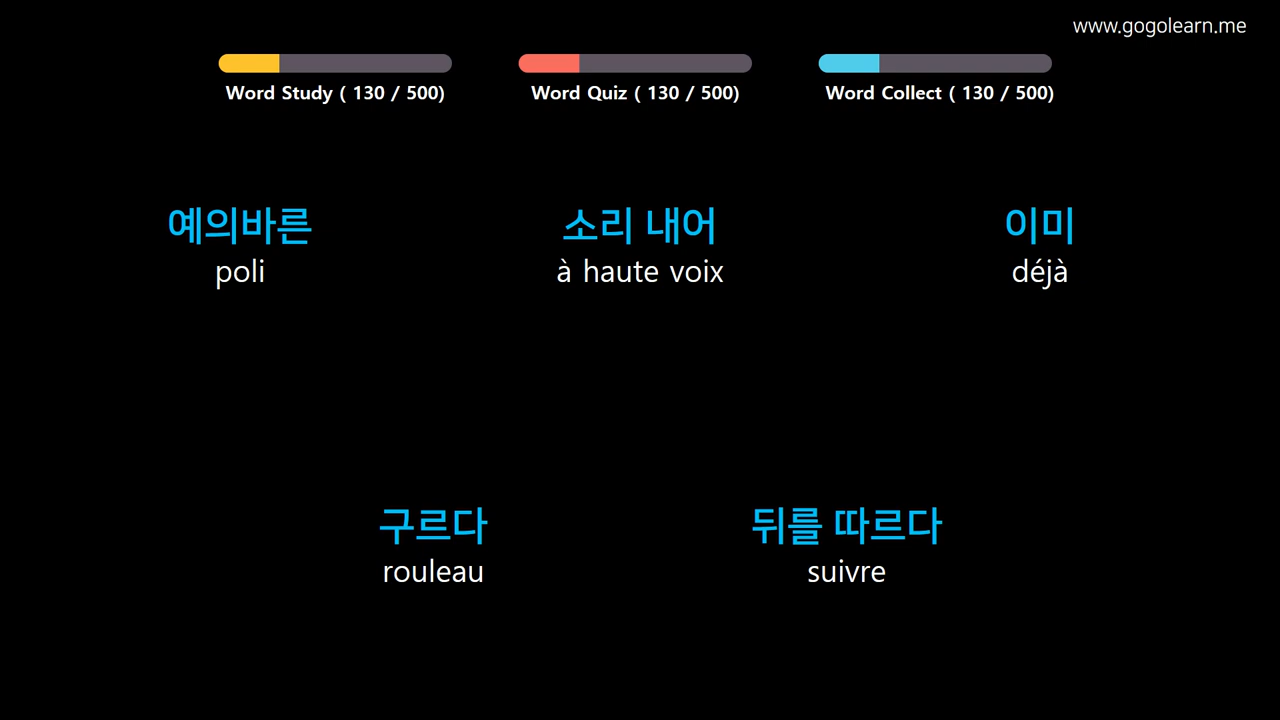 www.gogolearn.me
Word Study ( 130 / 500)
Word Quiz ( 130 / 500)
Word Collect ( 130 / 500)
예의바른
poli
소리 내어
à haute voix
이미
déjà
구르다
rouleau
뒤를 따르다
suivre